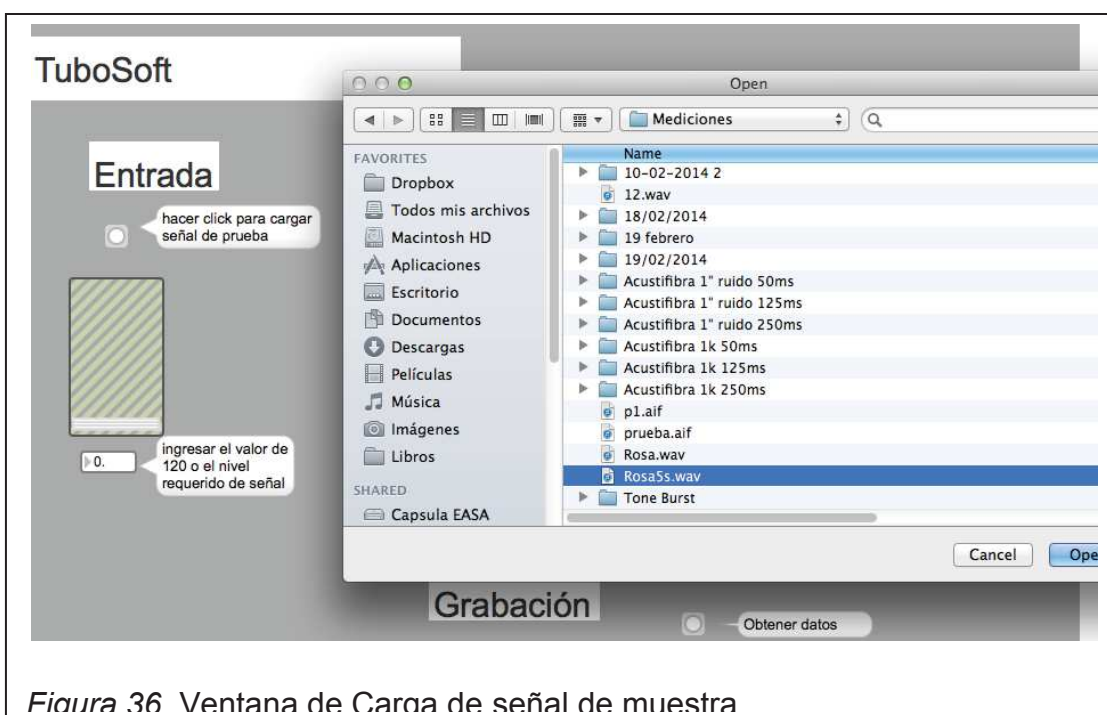 TuboSoft
Open
Mediciones
Entrada
hacer click para cargar
señal de prueba
ingresar el valor de
120 o el nivel
requerido de señal
0.
FAVORITES
Dropbox
Todos mis archivos
Macintosh HD
Aplicaciones
Escritorio
Documentos
Descargas
Películas
Música
Imágenes
Libros
SHARED
Capsula EASA
Name
10-02-2014 2
12.wav
18/02/2014
19 febrero
19/02/2014
Acustifibra 1" ruido 50ms
Acustifibra 1" ruido 125ms
Acustifibra 1" ruido 250ms
Acustifibra 1k 50ms
Acustifibra 1k 125ms
Acustifibra 1k 250ms
p1.aif
prueba.aif
Rosa.wav
Rosa5s.wav
Tone Burst
Cancel
Ope
Grabación
Obtener datos
Figura 36 Ventana de Carga de señal de muestra